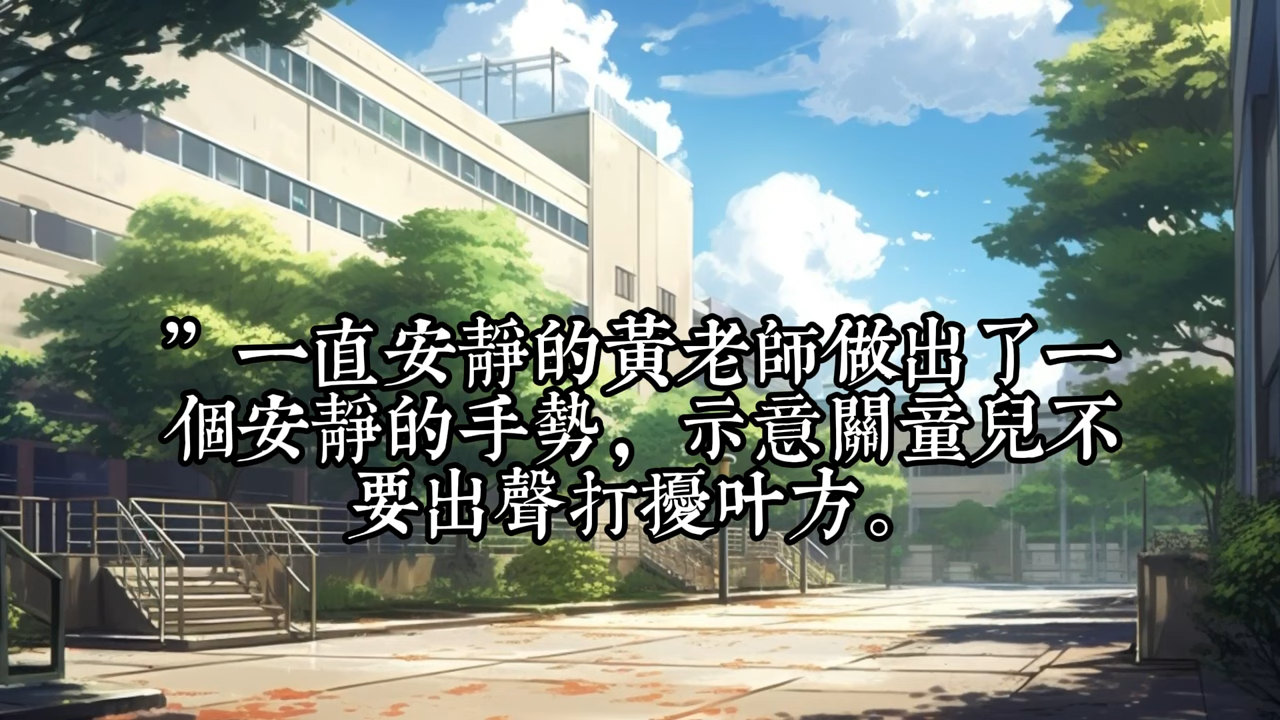 ”一直安靜的黃老師做出了一
個安靜的手勢，示意關童兒不
要出聲打擾叶方。